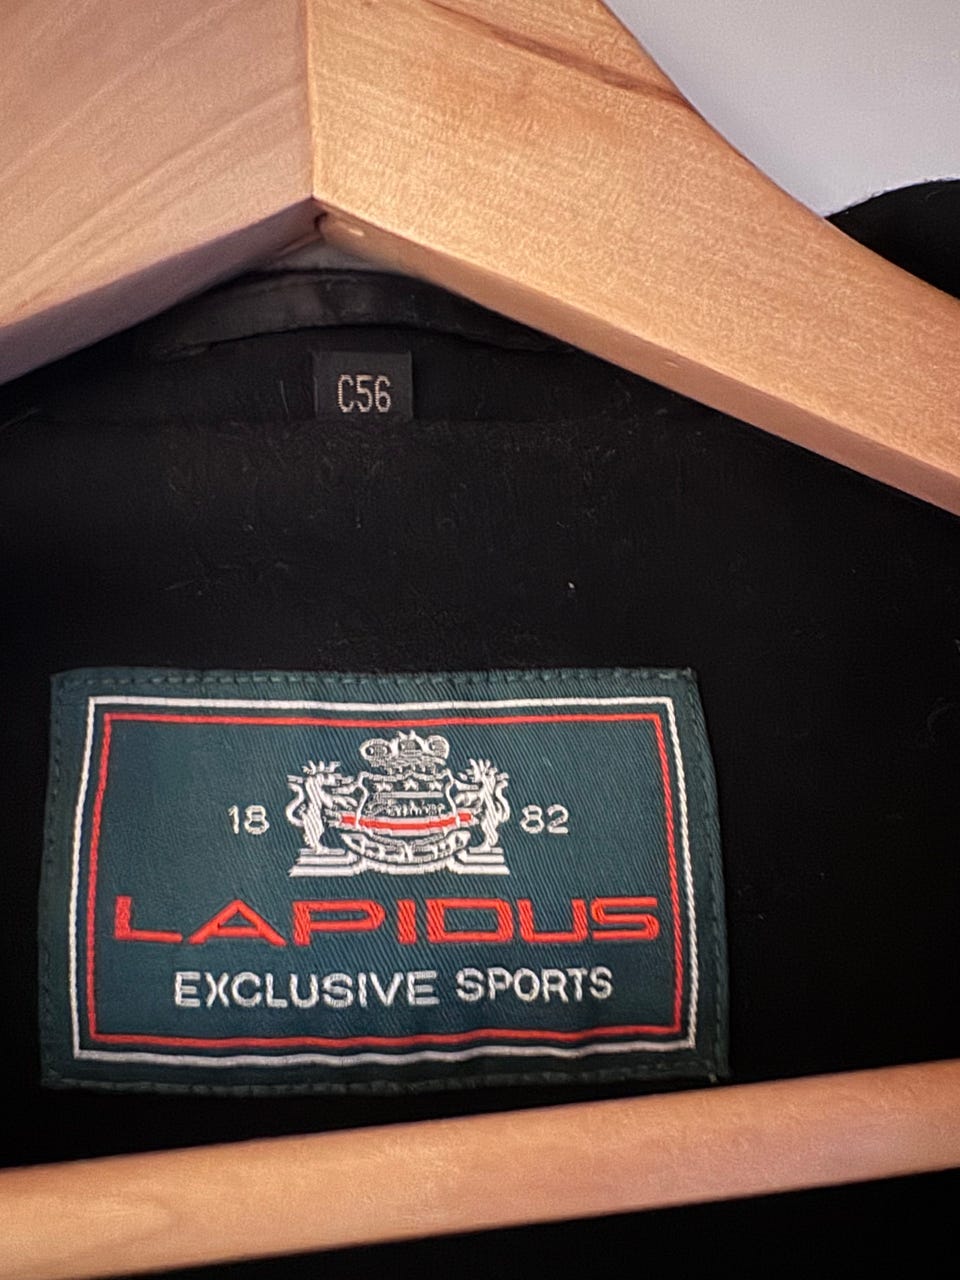 C56
18 82
LAPIDUS
EXCLUSIVE SPORTS